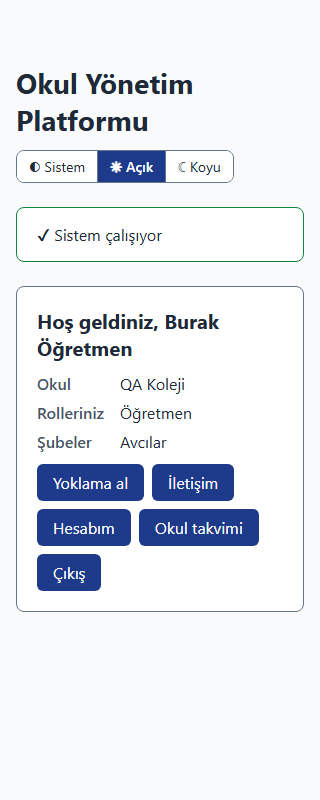 Okul Yönetim
Platformu
◐ Sistem ❋ Açık ☾ Koyu
✓ Sistem çalışıyor
Hoş geldiniz, Burak
Öğretmen
Okul QA Koleji
Rolleriniz Öğretmen
Şubeler Avcılar
Yoklama al İletişim
Hesabım Okul takvimi
Çıkış